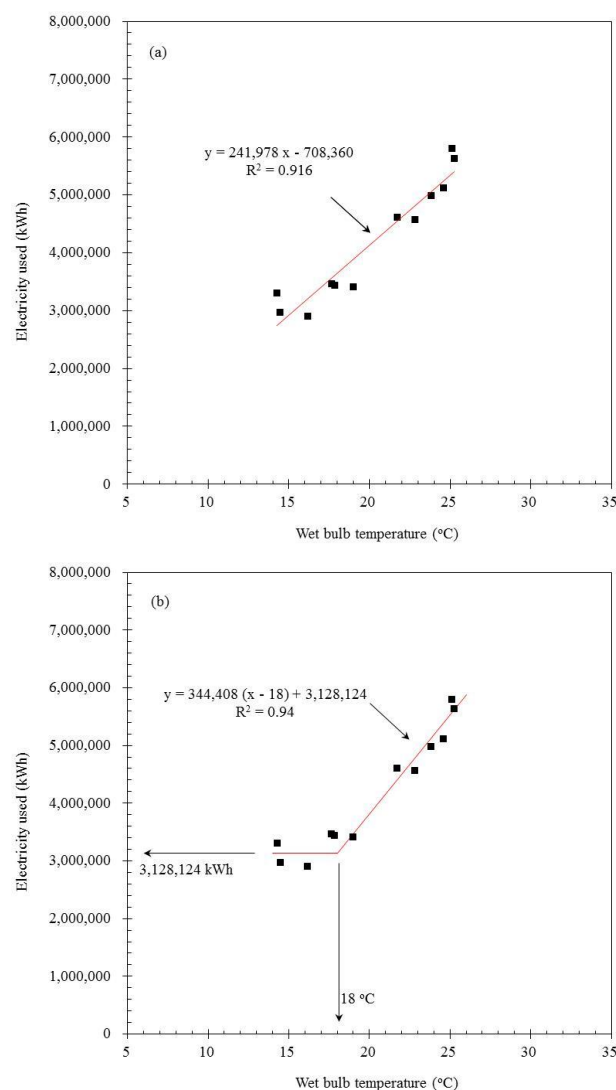 8,000,000
(a)
7,000,000
6,000,000
y = 241,978 x - 708,360
R² = 0.916
5,000,000
4,000,000
3,000,000
2,000,000
1,000,000
0
Electricity used (kWh)
5 10 15 20 25 30 35
Wet bulb temperature (°C)
8,000,000
(b)
7,000,000
6,000,000
y = 344,408 (x - 18) + 3,128,124
R² = 0.94
5,000,000
4,000,000
3,000,000
3,128,124 kWh
2,000,000
1,000,000
18 °C
0
Electricity used (kWh)
5 10 15 20 25 30 35
Wet bulb temperature (°C)